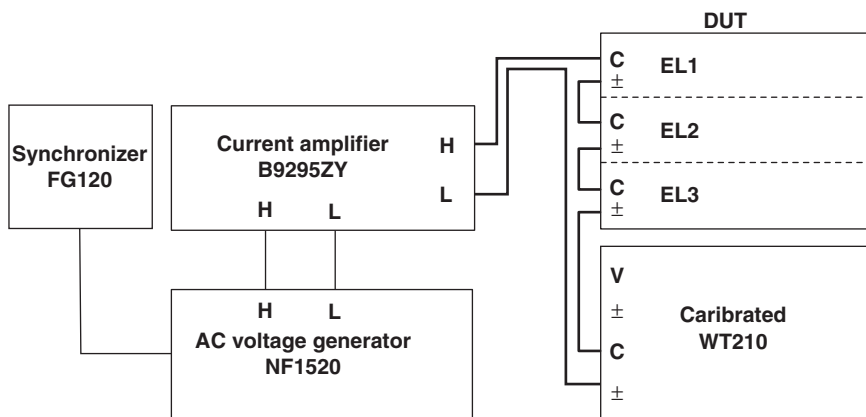 DUT
Synchronizer
FG120
Current amplifier
B9295ZY
H
L
H
L
H
L
AC voltage generator
NF1520
C
EL1
±
C
EL2
±
C
EL3
±
V
±
Caribrated
WT210
C
±